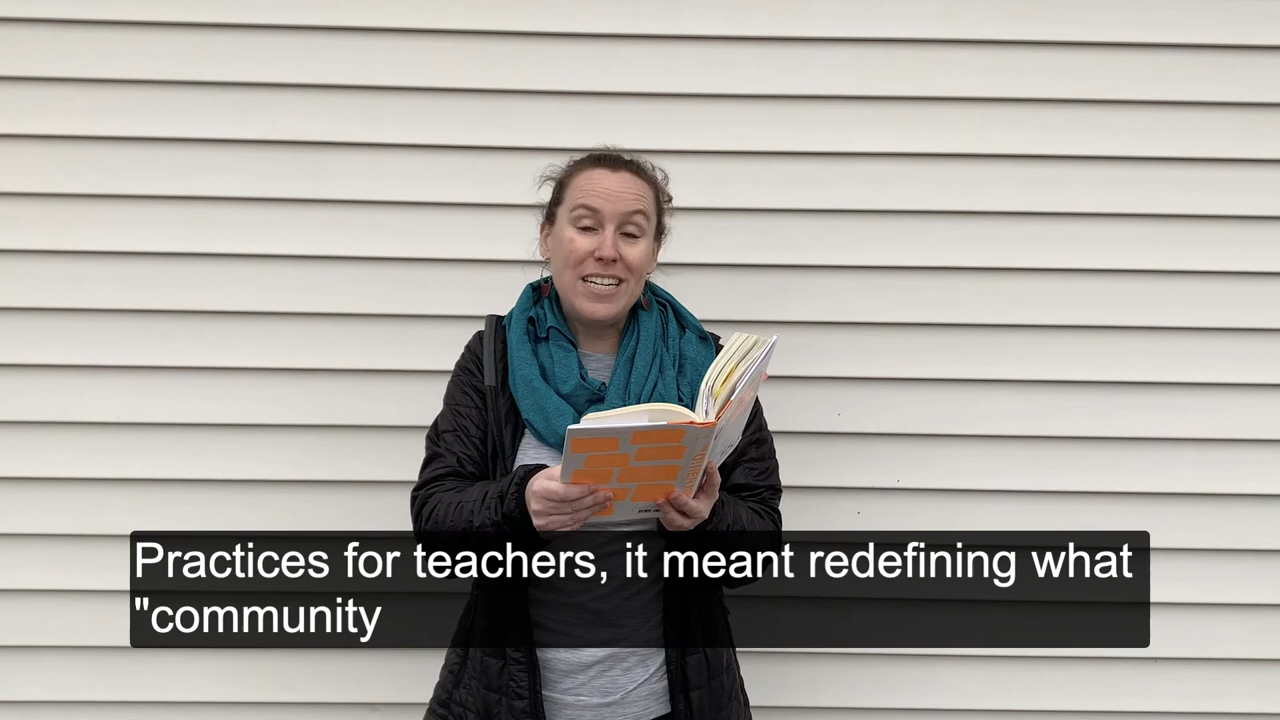 Practices for teachers, it meant redefining what
"community